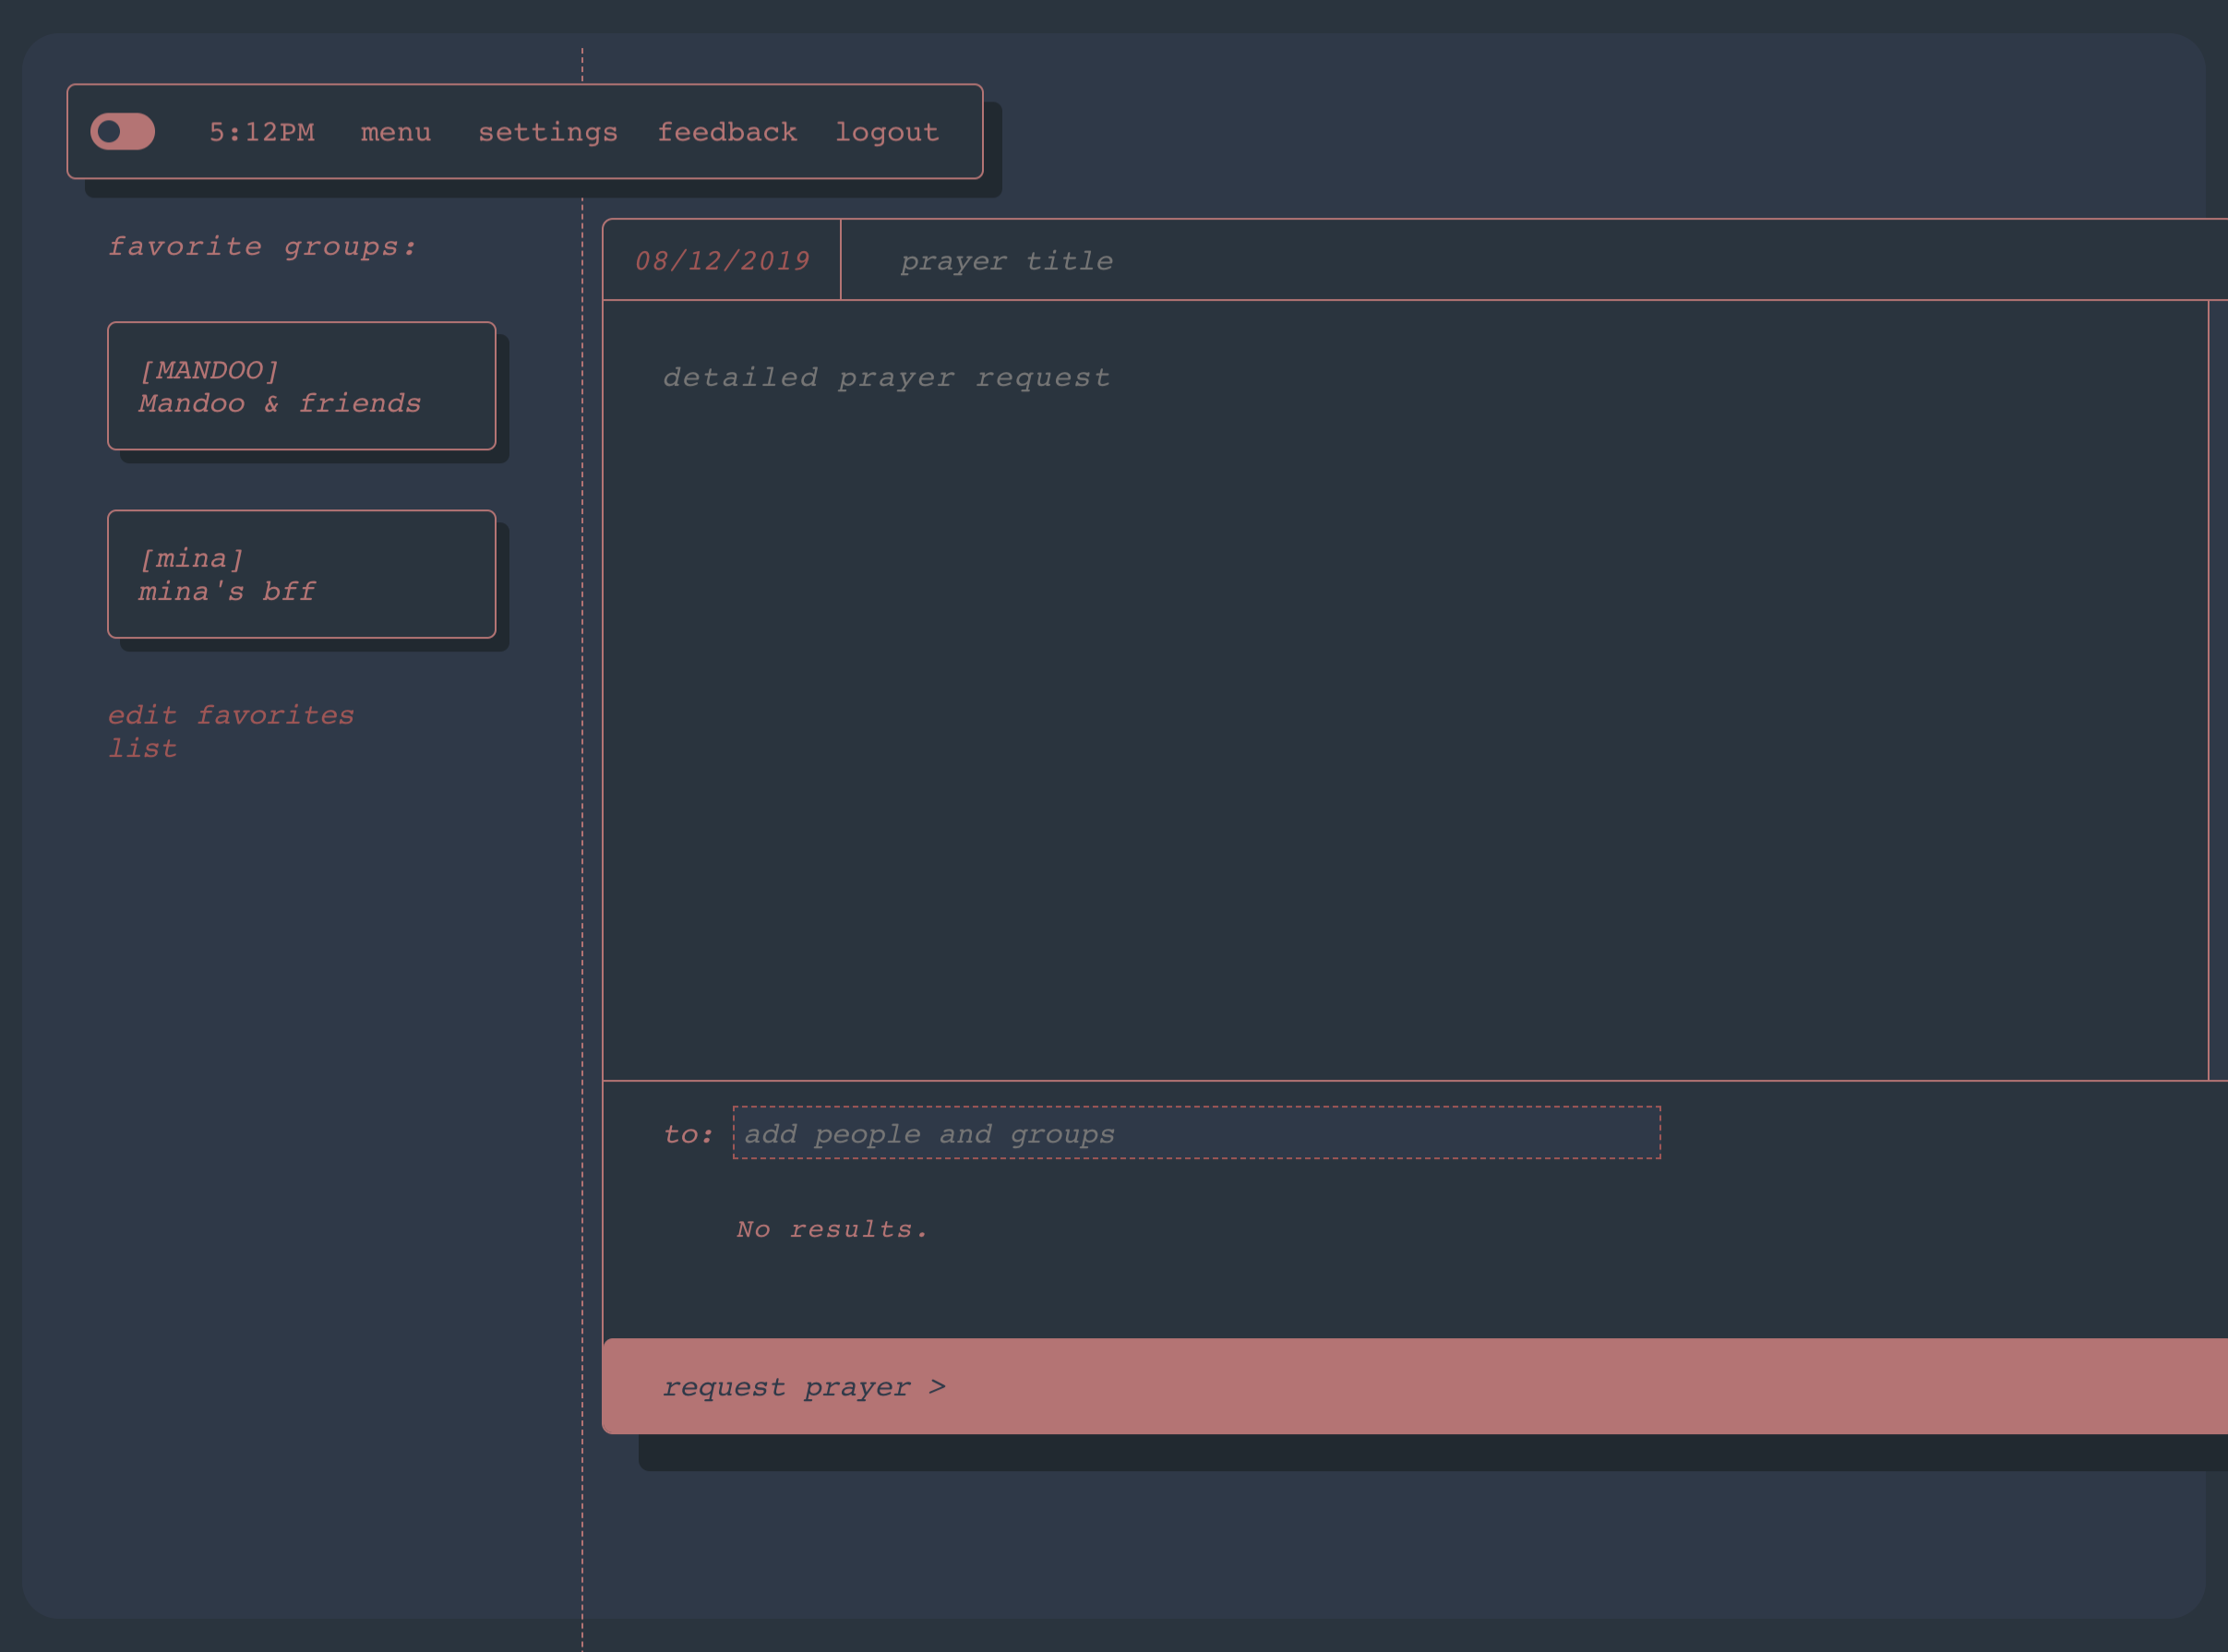 5:12PM menu settings feedback logout
favorite groups:
[MANDOO]
Mandoo & friends
[mina]
mina's bff
edit favorites
list
08/12/2019 prayer title
detailed prayer request
to: add people and groups
No results.
request prayer >